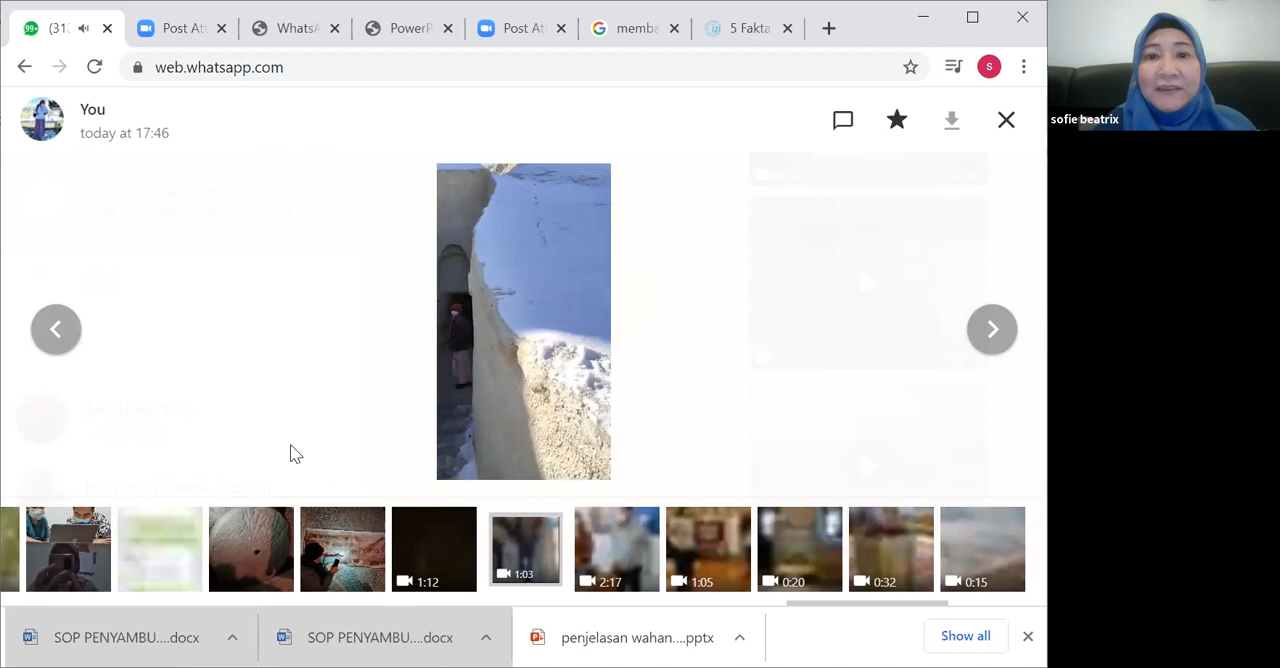 99+
(31
Post Att
WhatsA
PowerP
Post At
memba
5 Fakta
web.whatsapp.com
S
You
today at 17:46
sofie beatrix
1:12
1:03
2:17
1:05
0:20
0:32
0:15
SOP PENYAMBU....docx
SOP PENYAMBU....docx
penjelasan wahan....pptx
Show all